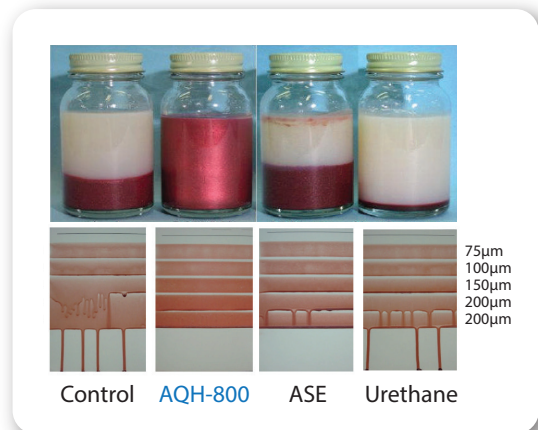 75µm
100µm
150µm
200µm
200µm
Control AQH-800 ASE Urethane